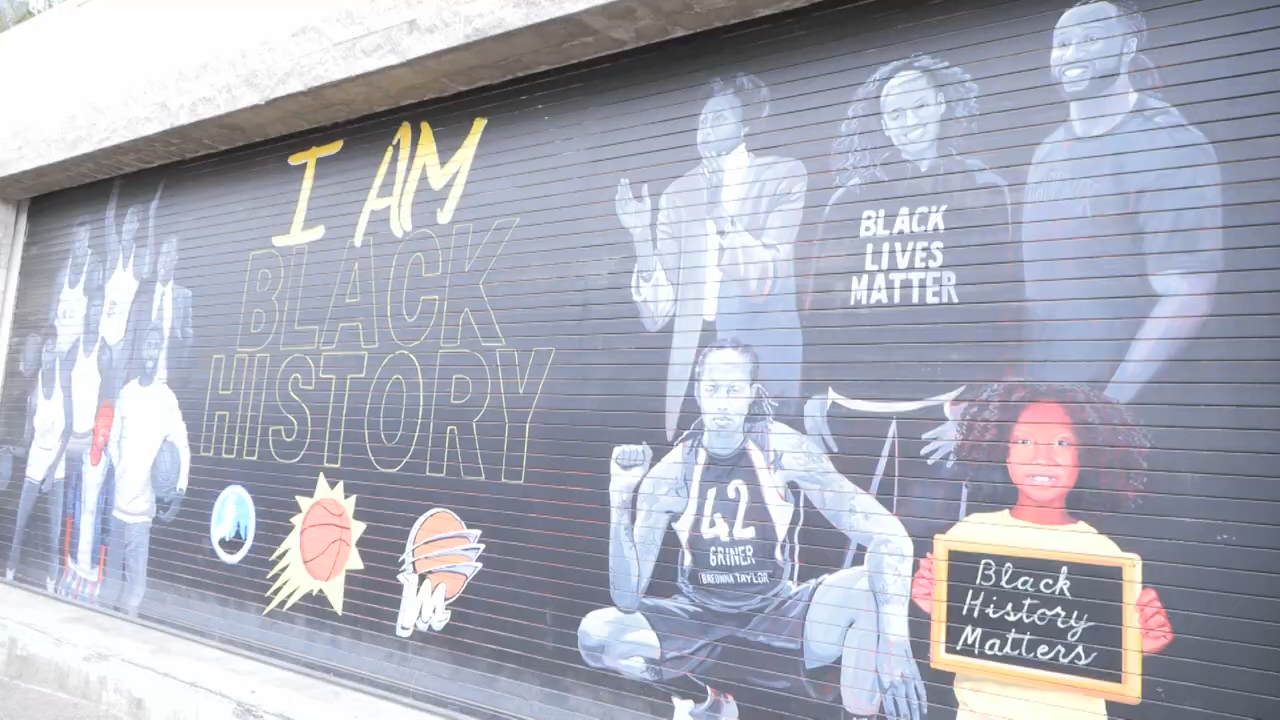 I AM
BLACK
HISTORY
BLACK
LIVES
MATTER
42
GRINER
BREONNA TAYLOR
Black
History
Matters